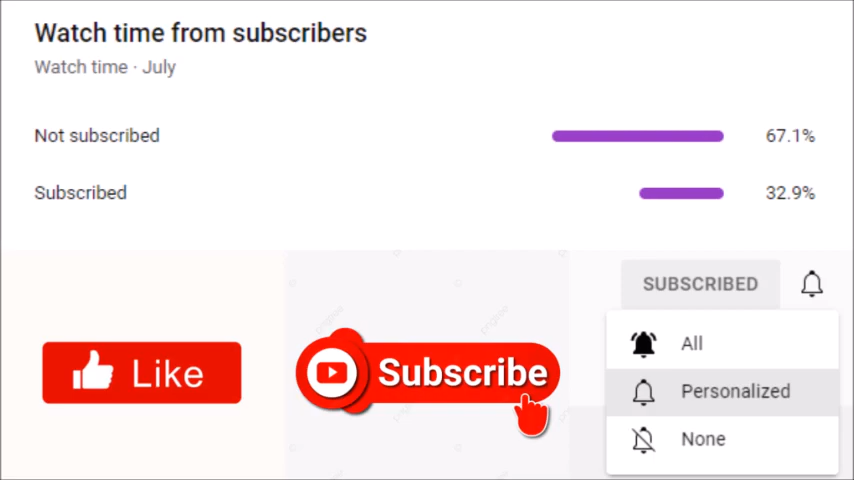 Watch time from subscribers
Watch time · July
Not subscribed 67.1%
Subscribed 32.9%
Like
Subscribe
SUBSCRIBED
All
Personalized
None